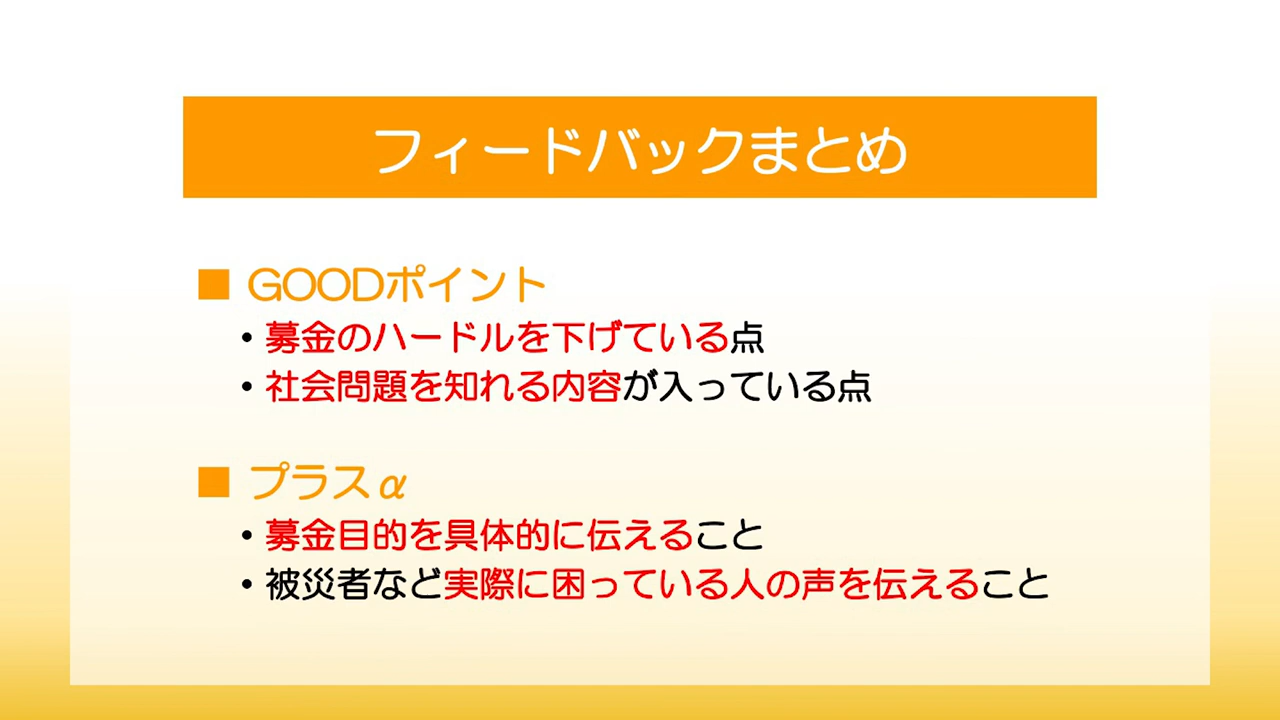 フィードバックまとめ
■ GOODポイント
・募金のハードルを下げている点
・社会問題を知れる内容が入っている点
■ プラスα
・募金目的を具体的に伝えること
・被災者など実際に困っている人の声を伝えること